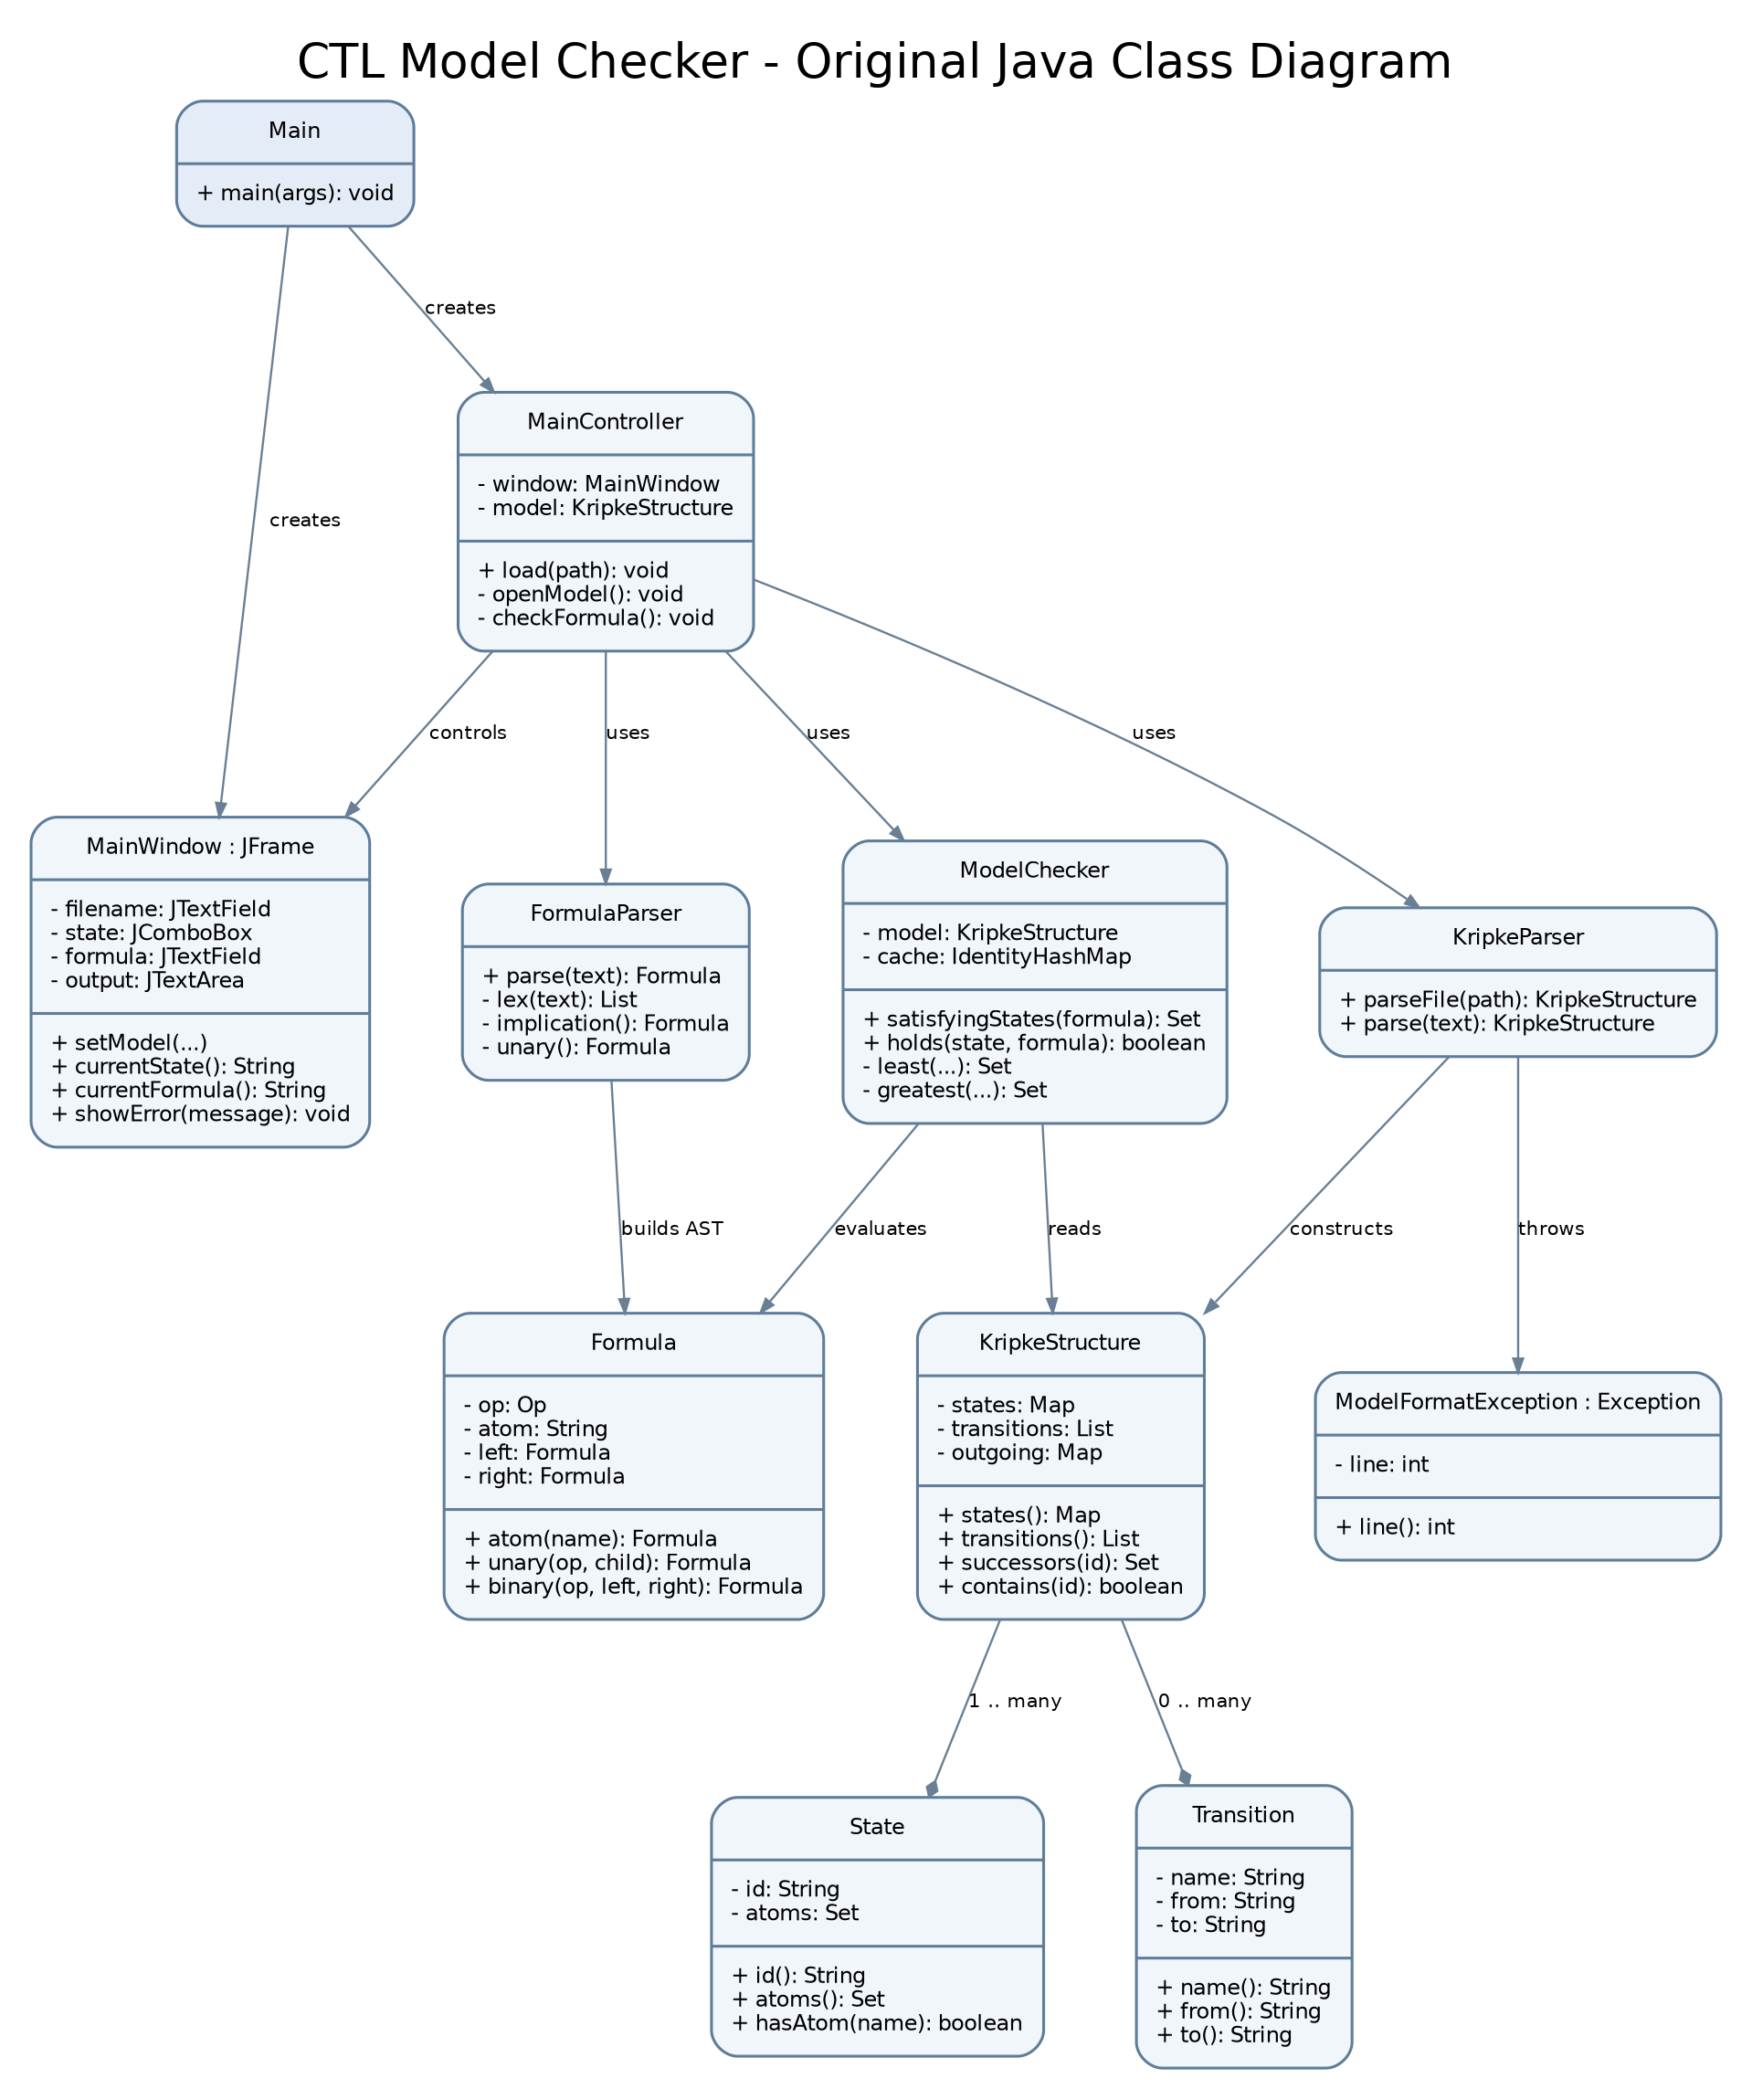 CTL Model Checker - Original Java Class Diagram
Main
+ main(args): void
creates
MainController
- window: MainWindow
- model: KripkeStructure
+ load(path): void
- openModel(): void
- checkFormula(): void
creates
controls
uses
uses
uses
MainWindow : JFrame
- filename: JTextField
- state: JComboBox
- formula: JTextField
- output: JTextArea
+ setModel(...)
+ currentState(): String
+ currentFormula(): String
+ showError(message): void
FormulaParser
+ parse(text): Formula
- lex(text): List
- implication(): Formula
- unary(): Formula
ModelChecker
- model: KripkeStructure
- cache: IdentityHashMap
+ satisfyingStates(formula): Set
+ holds(state, formula): boolean
- least(...): Set
- greatest(...): Set
KripkeParser
+ parseFile(path): KripkeStructure
+ parse(text): KripkeStructure
builds AST
evaluates
reads
constructs
throws
Formula
- op: Op
- atom: String
- left: Formula
- right: Formula
+ atom(name): Formula
+ unary(op, child): Formula
+ binary(op, left, right): Formula
KripkeStructure
- states: Map
- transitions: List
- outgoing: Map
+ states(): Map
+ transitions(): List
+ successors(id): Set
+ contains(id): boolean
ModelFormatException : Exception
- line: int
+ line(): int
1 .. many
0 .. many
State
- id: String
- atoms: Set
+ id(): String
+ atoms(): Set
+ hasAtom(name): boolean
Transition
- name: String
- from: String
- to: String
+ name(): String
+ from(): String
+ to(): String